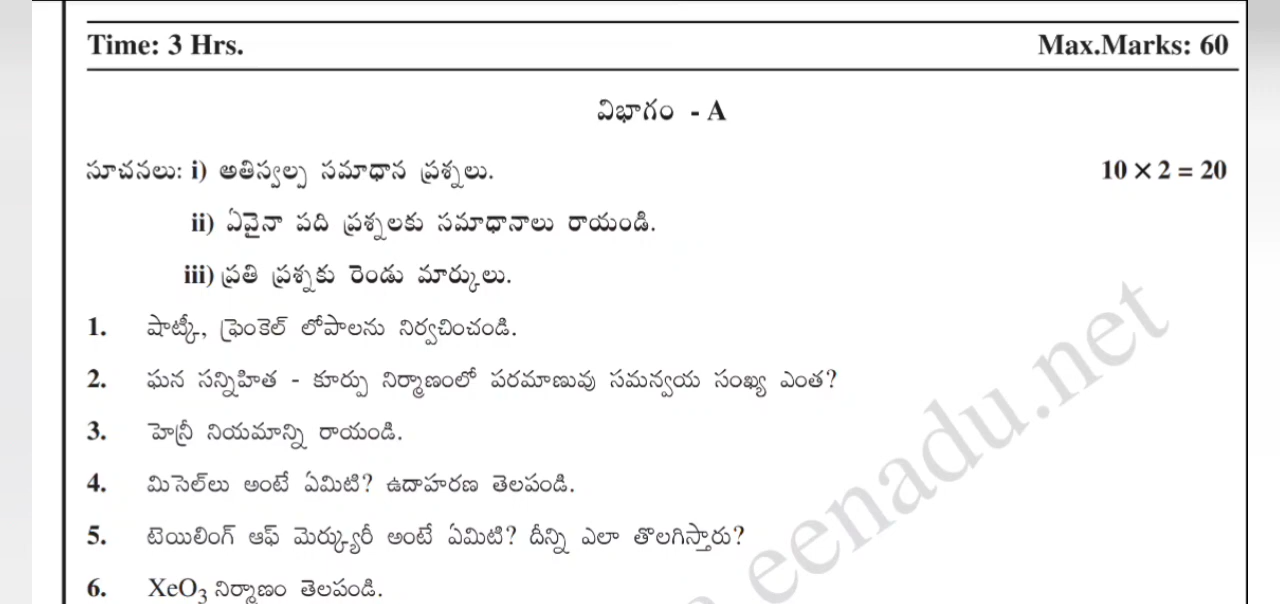 Time: 3 Hrs. Max.Marks: 60
విభాగం - A
సూచనలు: i) అతిస్వల్ప సమాధాన ప్రశ్నలు. 10 × 2 = 20
ii) ఏవైనా పది ప్రశ్నలకు సమాధానాలు రాయండి.
iii) ప్రతి ప్రశ్నకు రెండు మార్కులు.
1. షాట్కీ, ఫ్రెంకెల్ లోపాలను నిర్వచించండి.
2. ఘన సన్నిహిత - కూర్పు నిర్మాణంలో పరమాణువు సమన్వయ సంఖ్య ఎంత?
3. హెన్రీ నియమాన్ని రాయండి.
4. మిసెల్‌లు అంటే ఏమిటి? ఉదాహరణ తెలపండి.
5. టెయిలింగ్ ఆఫ్ మెర్క్యురీ అంటే ఏమిటి? దీన్ని ఎలా తొలగిస్తారు?
6. XeO₃ నిర్మాణం తెలపండి.
eenadu.net